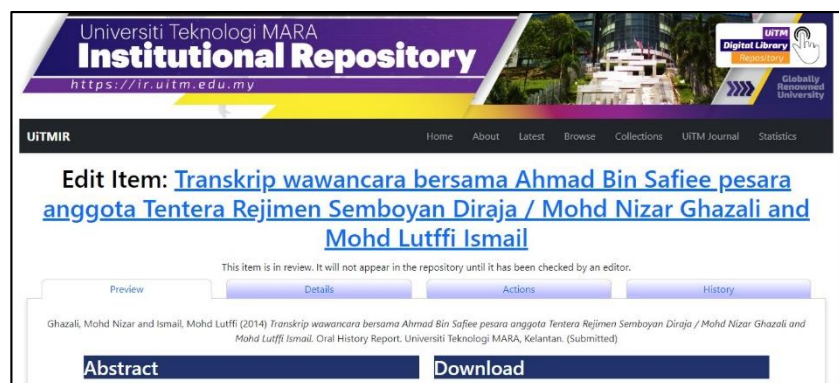 Universiti Teknologi MARA
Institutional Repository
https://ir.uitm.edu.my
UiTM
Digital Library
Repository
Globally
Renowned
University
UiTMIR
Home About Latest Browse Collections UiTM Journal Statistics
Edit Item: Transkrip wawancara bersama Ahmad Bin Safiee pesara
anggota Tentera Rejimen Semboyan Diraja / Mohd Nizar Ghazali and
Mohd Lutffi Ismail
This item is in review. It will not appear in the repository until it has been checked by an editor.
Preview Details Actions History
Ghazali, Mohd Nizar and Ismail, Mohd Lutffi (2014) Transkrip wawancara bersama Ahmad Bin Safiee pesara anggota Tentera Rejimen Semboyan Diraja / Mohd Nizar Ghazali and
Mohd Lutffi Ismail. Oral History Report. Universiti Teknologi MARA, Kelantan. (Submitted)
Abstract Download